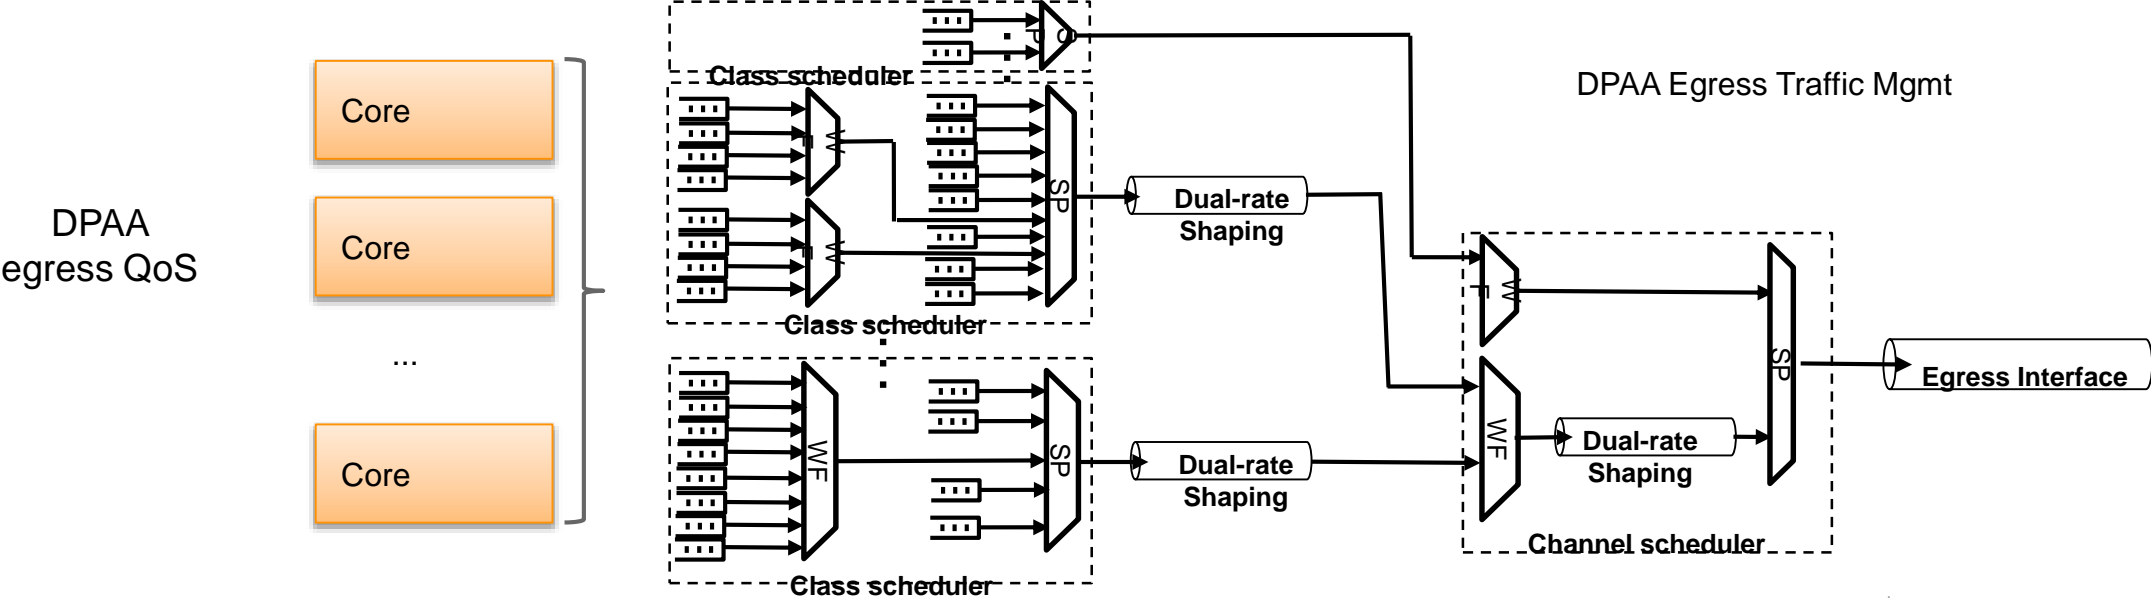 DPAA
egress QoS
Core
Core
...
Core
SP
Class scheduler
WF
WF
SP
Class scheduler
WF
SP
Class scheduler
Dual-rate
Shaping
Dual-rate
Shaping
DPAA Egress Traffic Mgmt
WF
WF
Dual-rate
Shaping
SP
Channel scheduler
Egress Interface